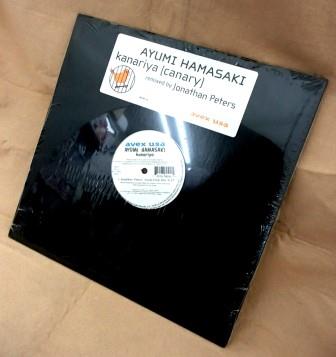 AYUMI HAMASAKI
kanariya (canary)
remixed by Jonathan Peters
avex usa
avex usa
AYUMI HAMASAKI
kanariya